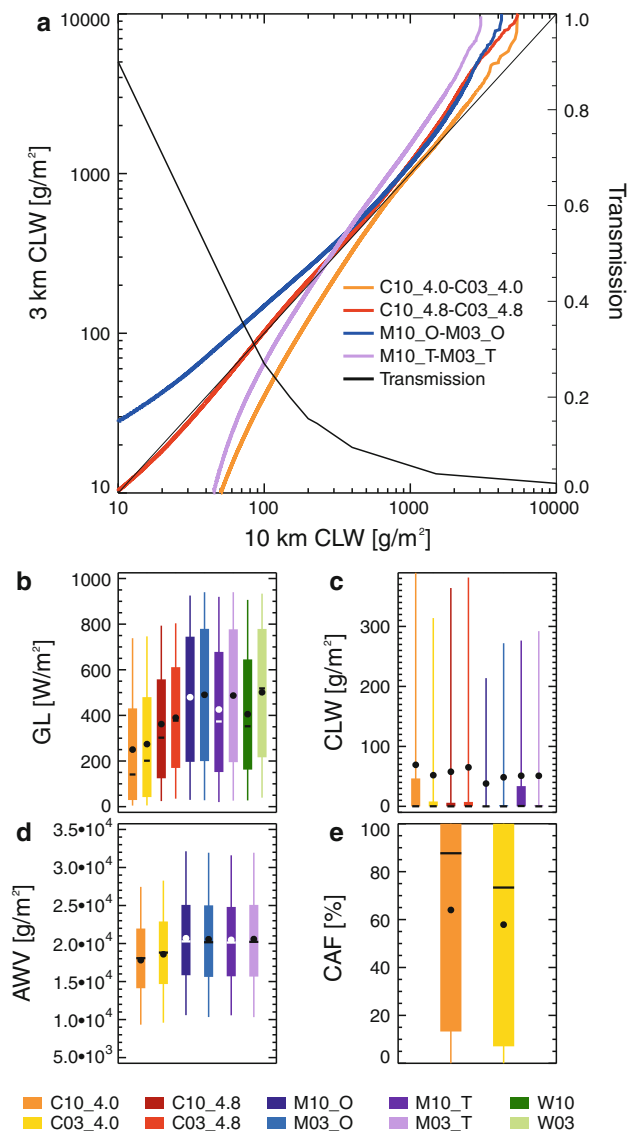 a
10000
1000
100
10
3 km CLW [g/m²]
10
100
1000
10000
10 km CLW [g/m²]
1.0
0.8
0.6
0.4
0.2
0.0
Transmission
C10_4.0-C03_4.0
C10_4.8-C03_4.8
M10_O-M03_O
M10_T-M03_T
Transmission
b
1000
800
600
400
200
0
GL [W/m²]
c
300
200
100
0
CLW [g/m²]
d
3.5•10⁴
3.0•10⁴
2.5•10⁴
2.0•10⁴
1.5•10⁴
1.0•10⁴
5.0•10³
AWV [g/m²]
e
100
80
60
40
20
0
CAF [%]
C10_4.0 C10_4.8 M10_O M10_T W10
C03_4.0 C03_4.8 M03_O M03_T W03